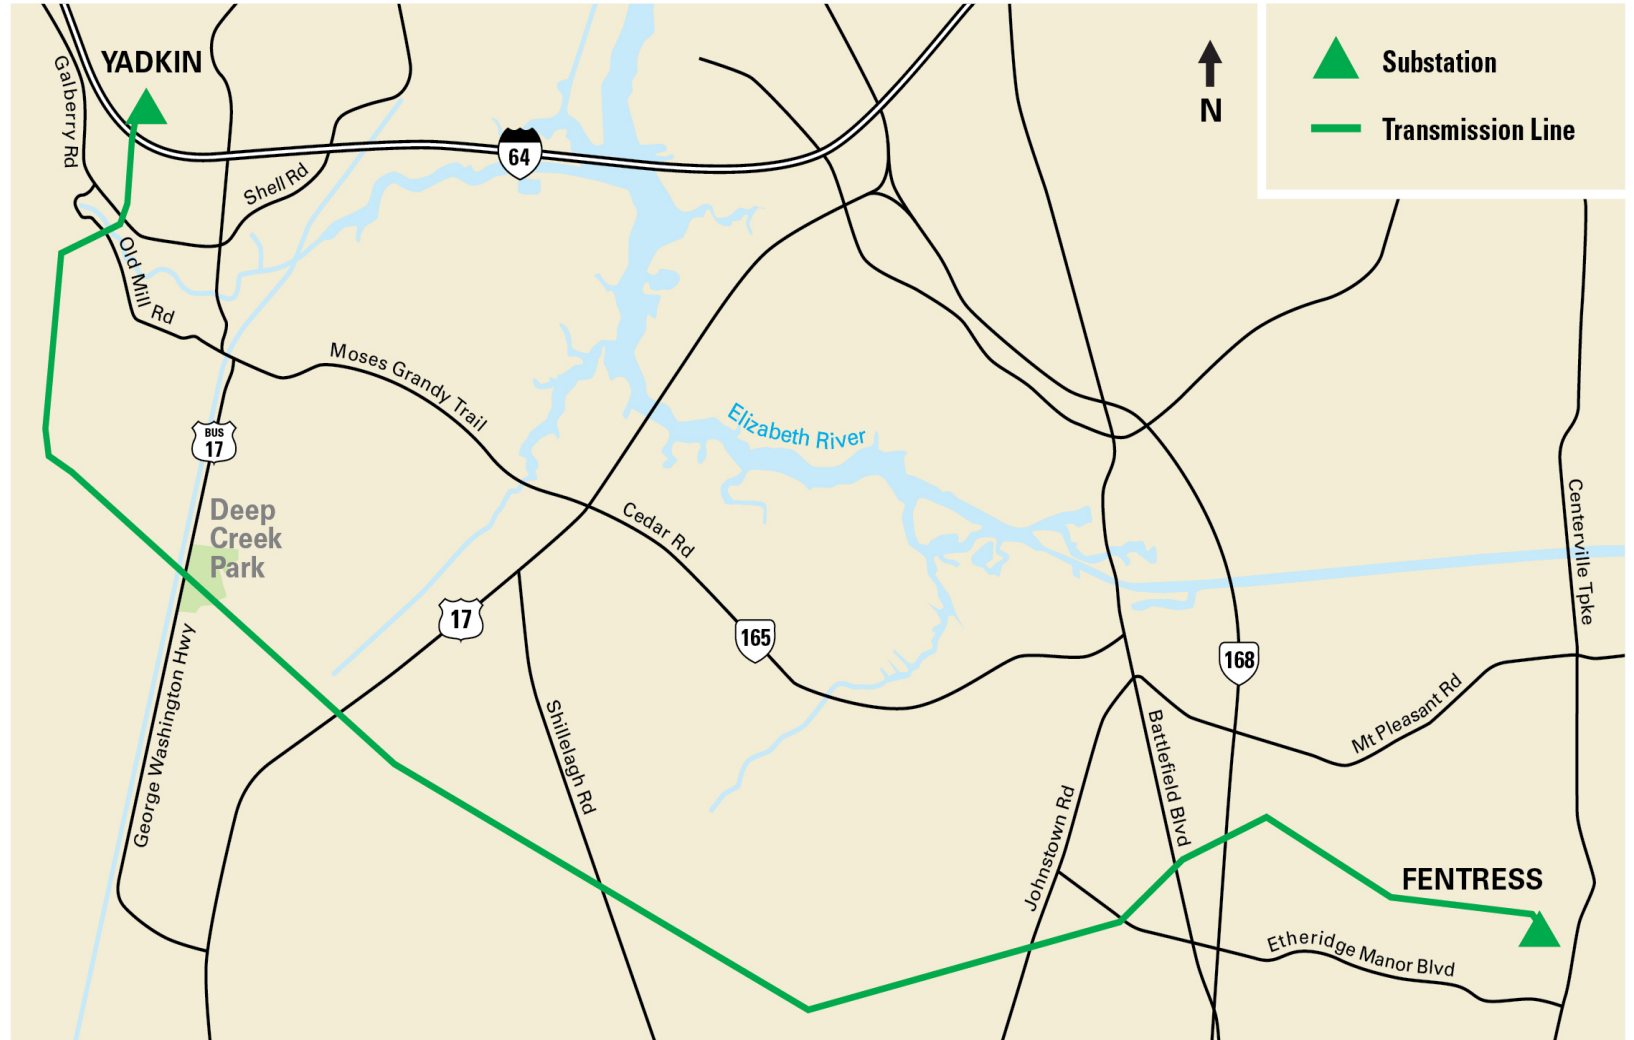 YADKIN
Galberry Rd
Shell Rd
64
N
Substation
Transmission Line
Old Mill Rd
Moses Grandy Trail
BUS
17
Elizabeth River
Deep
Creek
Park
Cedar Rd
Centerville Tpke
17
165
168
George Washington Hwy
Shillelagh Rd
Battlefield Blvd
Mt Pleasant Rd
Johnstown Rd
FENTRESS
Etheridge Manor Blvd